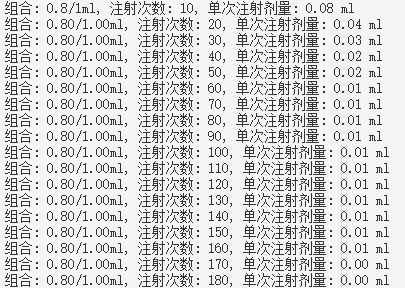 组合: 0.8/1ml, 注射次数: 10, 单次注射剂量: 0.08 ml
组合: 0.80/1.00ml, 注射次数: 20, 单次注射剂量: 0.04 ml
组合: 0.80/1.00ml, 注射次数: 30, 单次注射剂量: 0.03 ml
组合: 0.80/1.00ml, 注射次数: 40, 单次注射剂量: 0.02 ml
组合: 0.80/1.00ml, 注射次数: 50, 单次注射剂量: 0.02 ml
组合: 0.80/1.00ml, 注射次数: 60, 单次注射剂量: 0.01 ml
组合: 0.80/1.00ml, 注射次数: 70, 单次注射剂量: 0.01 ml
组合: 0.80/1.00ml, 注射次数: 80, 单次注射剂量: 0.01 ml
组合: 0.80/1.00ml, 注射次数: 90, 单次注射剂量: 0.01 ml
组合: 0.80/1.00ml, 注射次数: 100, 单次注射剂量: 0.01 ml
组合: 0.80/1.00ml, 注射次数: 110, 单次注射剂量: 0.01 ml
组合: 0.80/1.00ml, 注射次数: 120, 单次注射剂量: 0.01 ml
组合: 0.80/1.00ml, 注射次数: 130, 单次注射剂量: 0.01 ml
组合: 0.80/1.00ml, 注射次数: 140, 单次注射剂量: 0.01 ml
组合: 0.80/1.00ml, 注射次数: 150, 单次注射剂量: 0.01 ml
组合: 0.80/1.00ml, 注射次数: 160, 单次注射剂量: 0.01 ml
组合: 0.80/1.00ml, 注射次数: 170, 单次注射剂量: 0.00 ml
组合: 0.80/1.00ml, 注射次数: 180, 单次注射剂量: 0.00 ml